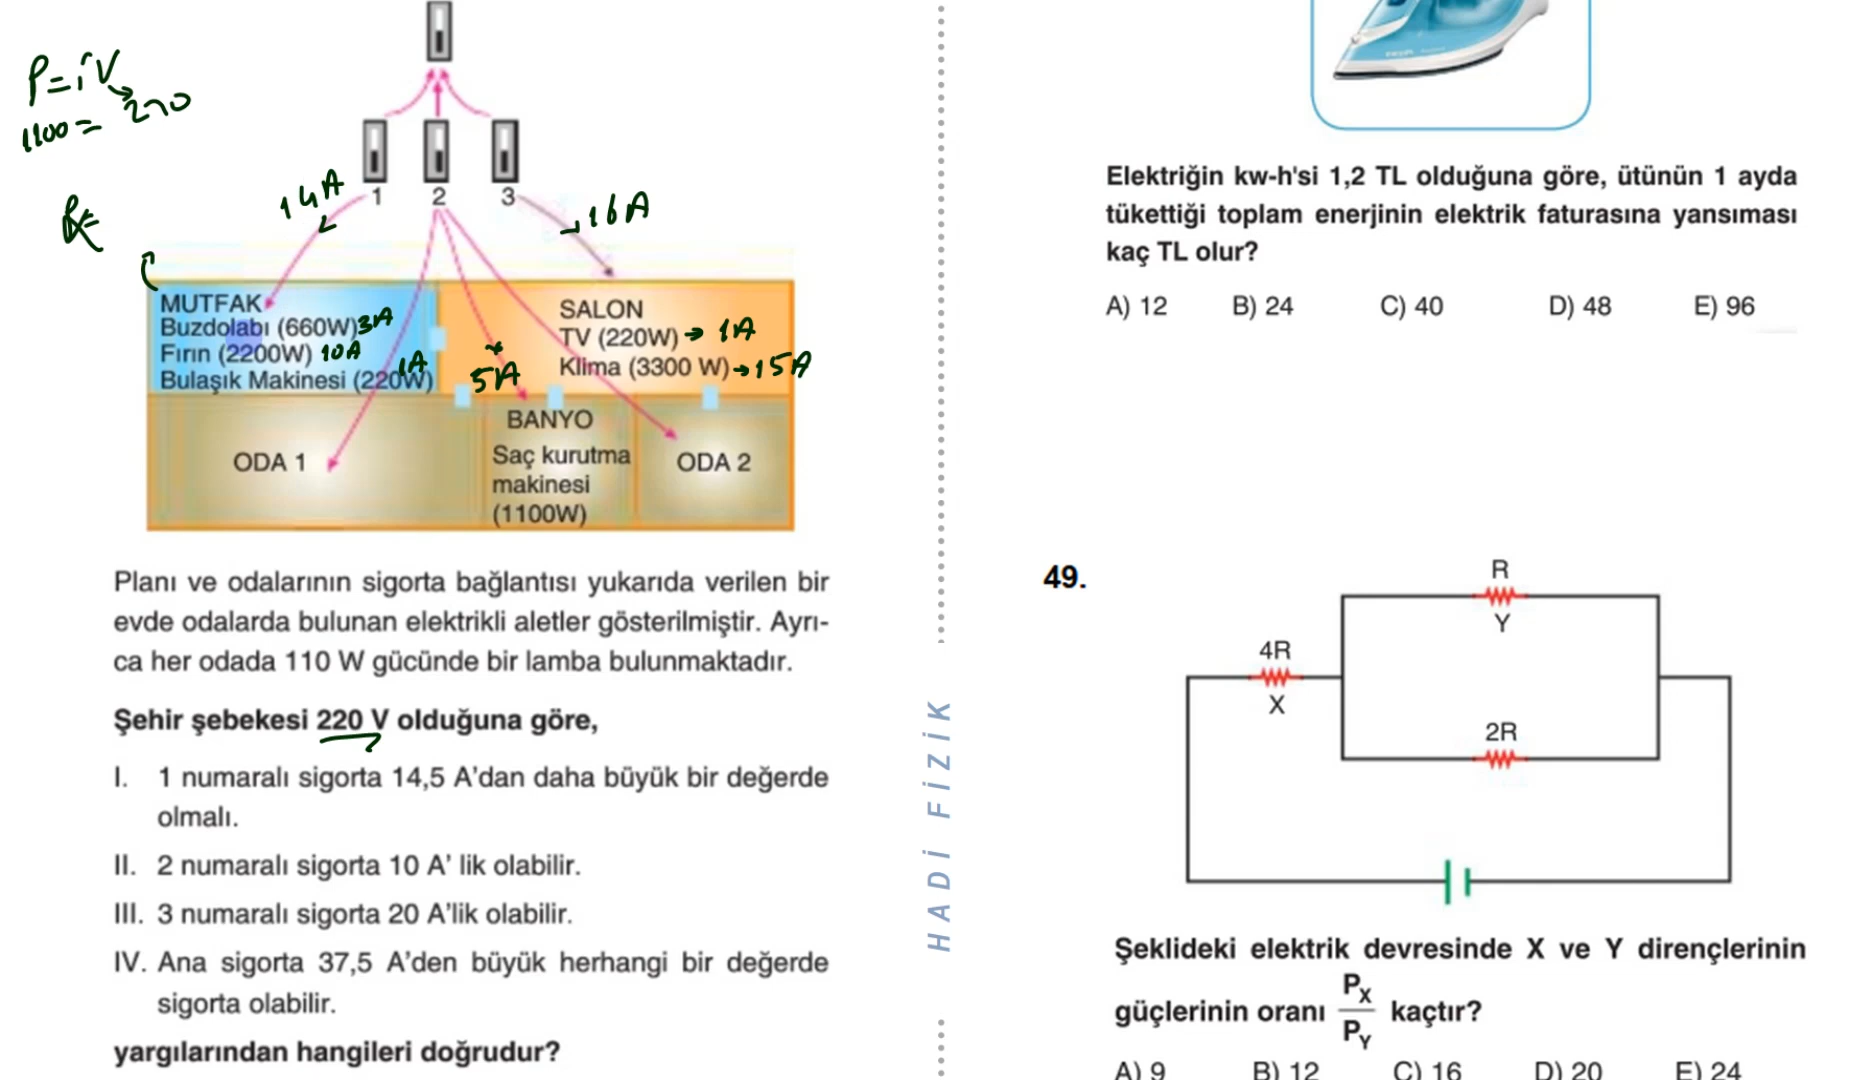 P=iV
220
1100=
14A
1
2
3
16A
MUTFAK
Buzdolabı (660W) 3A
Fırın (2200W) 10A
Bulaşık Makinesi (220W) 1A
5A
SALON
TV (220W) → 1A
Klima (3300 W) → 15A
ODA 1
BANYO
Saç kurutma
makinesi
(1100W)
ODA 2
Planı ve odalarının sigorta bağlantısı yukarıda verilen bir
evde odalarda bulunan elektrikli aletler gösterilmiştir. Ayrı-
ca her odada 110 W gücünde bir lamba bulunmaktadır.
Şehir şebekesi 220 V olduğuna göre,
I. 1 numaralı sigorta 14,5 A'dan daha büyük bir değerde
olmalı.
II. 2 numaralı sigorta 10 A' lik olabilir.
III. 3 numaralı sigorta 20 A'lik olabilir.
IV. Ana sigorta 37,5 A'den büyük herhangi bir değerde
sigorta olabilir.
yargılarından hangileri doğrudur?
HADİ FİZİK
Elektriğin kw-h'si 1,2 TL olduğuna göre, ütünün 1 ayda
tükettiği toplam enerjinin elektrik faturasına yansıması
kaç TL olur?
A) 12 B) 24 C) 40 D) 48 E) 96
49.
R
Y
4R
X
2R
Şeklideki elektrik devresinde X ve Y dirençlerinin
güçlerinin oranı PX/PY kaçtır?
A) 9 B) 12 C) 16 D) 20 E) 24